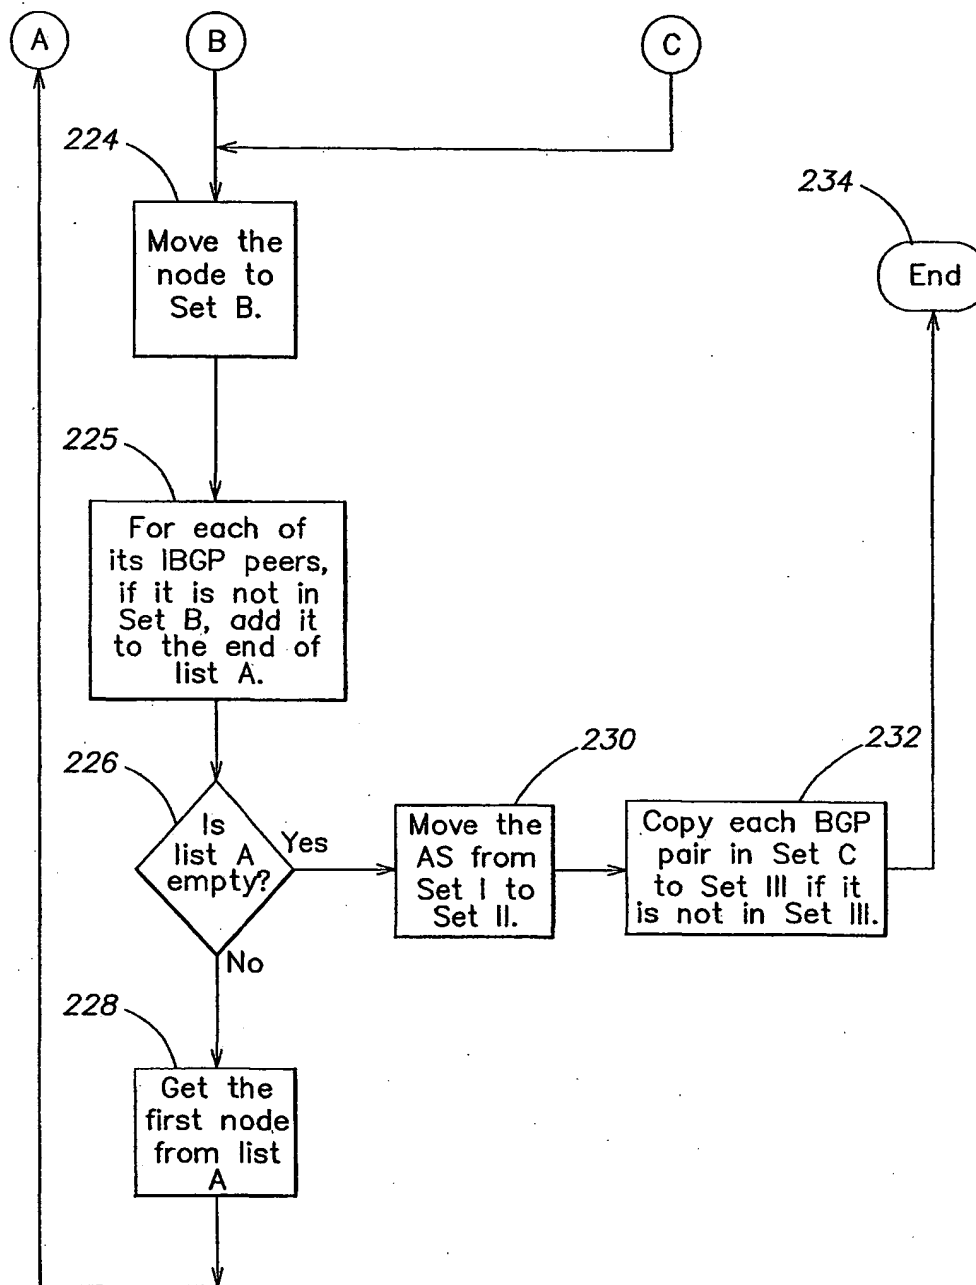 A
B
C
224
234
Move the
node to
Set B.
End
225
For each of
its IBGP peers,
if it is not in
Set B, add it
to the end of
list A.
226
230
232
Is
list A
empty?
Yes
No
Move the
AS from
Set I to
Set II.
Copy each BGP
pair in Set C
to Set III if it
is not in Set III.
228
Get the
first node
from list
A